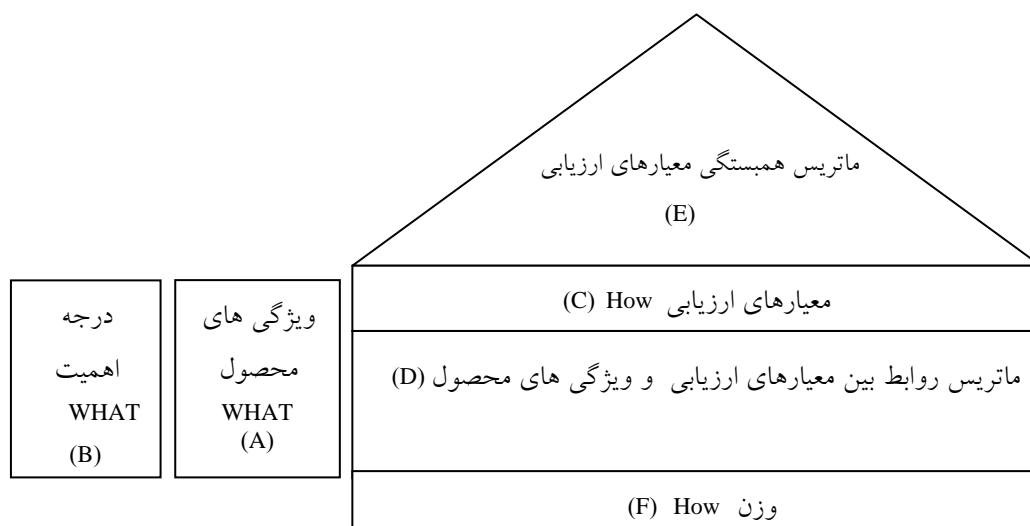 ماتریس همبستگی معیارهای ارزیابی
(E)
معیارهای ارزیابی How (C)
ماتریس روابط بین معیارهای ارزیابی و ویژگی های محصول (D)
وزن How (F)
ویژگی های
محصول
WHAT
(A)
درجه
اهمیت
WHAT
(B)